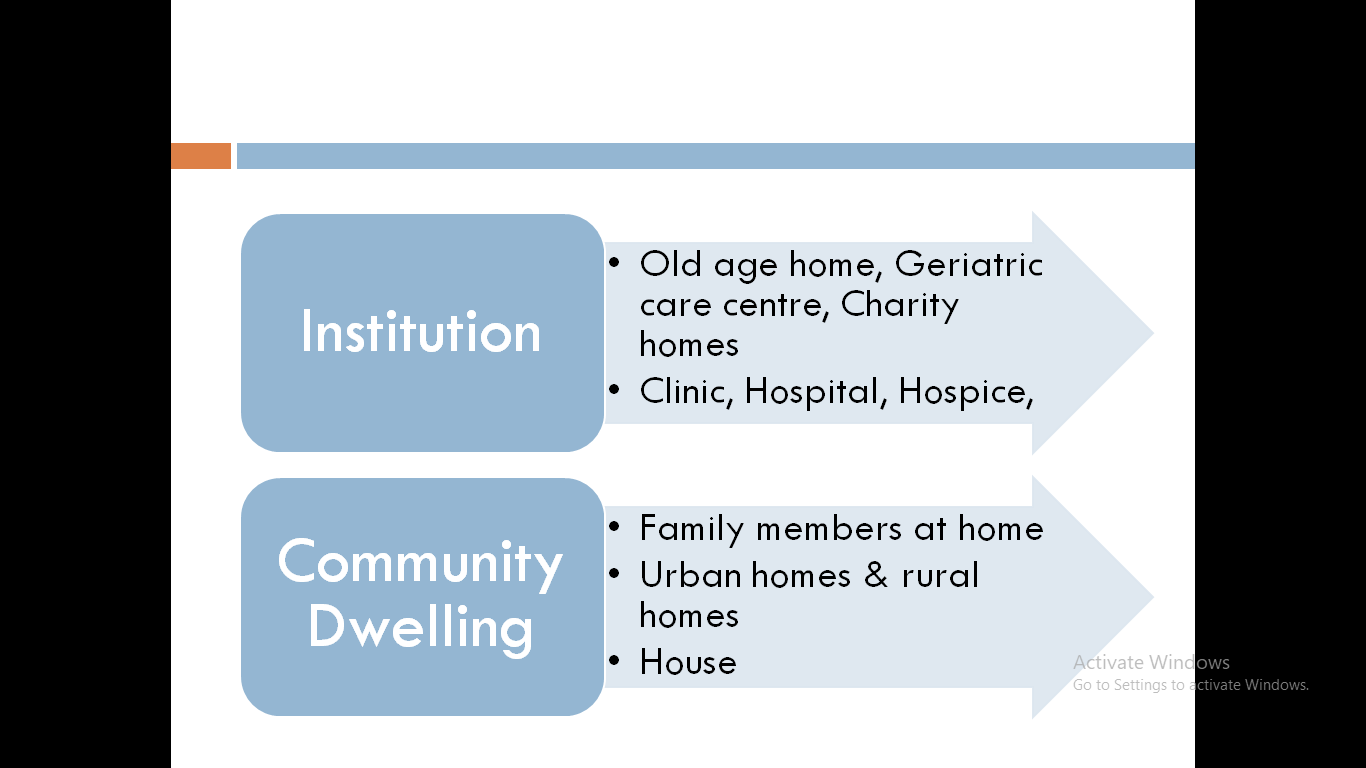 Institution
• Old age home, Geriatric
care centre, Charity
homes
• Clinic, Hospital, Hospice,
Community
Dwelling
• Family members at home
• Urban homes & rural
homes
• House
Activate Windows
Go to Settings to activate Windows.